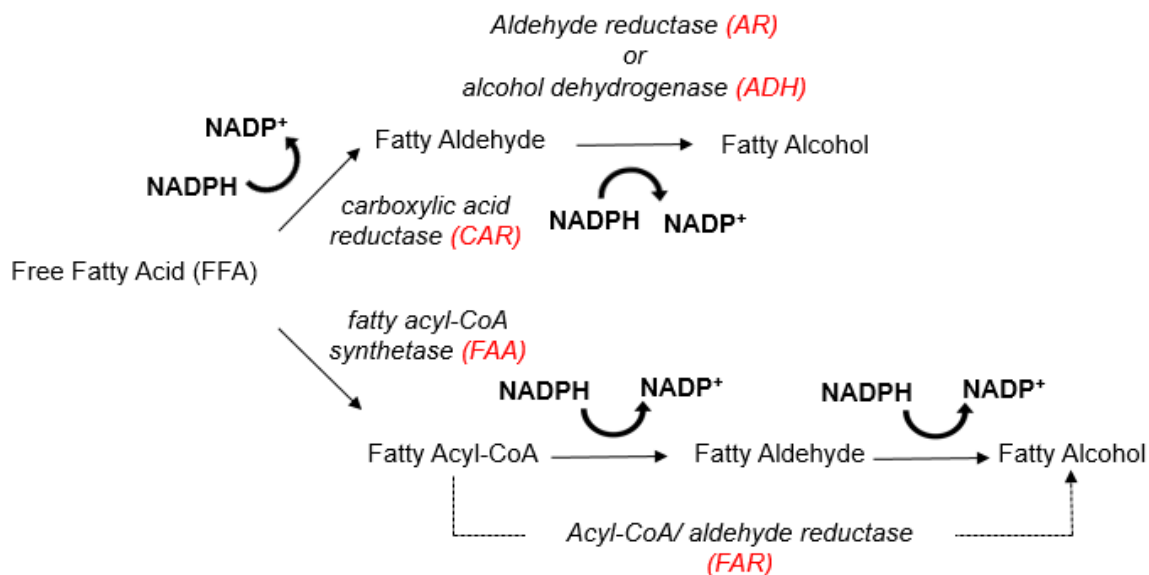 Aldehyde reductase (AR)
or
alcohol dehydrogenase (ADH)
NADP+
Fatty Aldehyde
Fatty Alcohol
NADPH
carboxylic acid
reductase (CAR)
NADPH
NADP+
Free Fatty Acid (FFA)
fatty acyl-CoA
synthetase (FAA)
NADPH
NADP+
NADPH
NADP+
Fatty Acyl-CoA
Fatty Aldehyde
Fatty Alcohol
Acyl-CoA/ aldehyde reductase
(FAR)